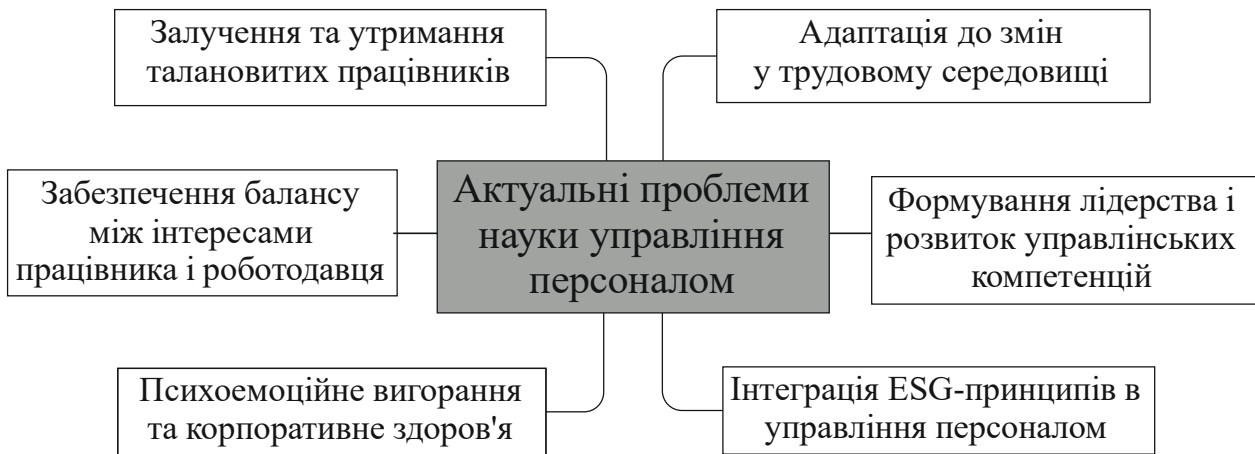 Залучення та утримання
талановитих працівників
Адаптація до змін
у трудовому середовищі
Забезпечення балансу
між інтересами
працівника і роботодавця
Актуальні проблеми
науки управління
персоналом
Формування лідерства і
розвиток управлінських
компетенцій
Психоемоційне вигорання
та корпоративне здоров'я
Інтеграція ESG-принципів в
управління персоналом